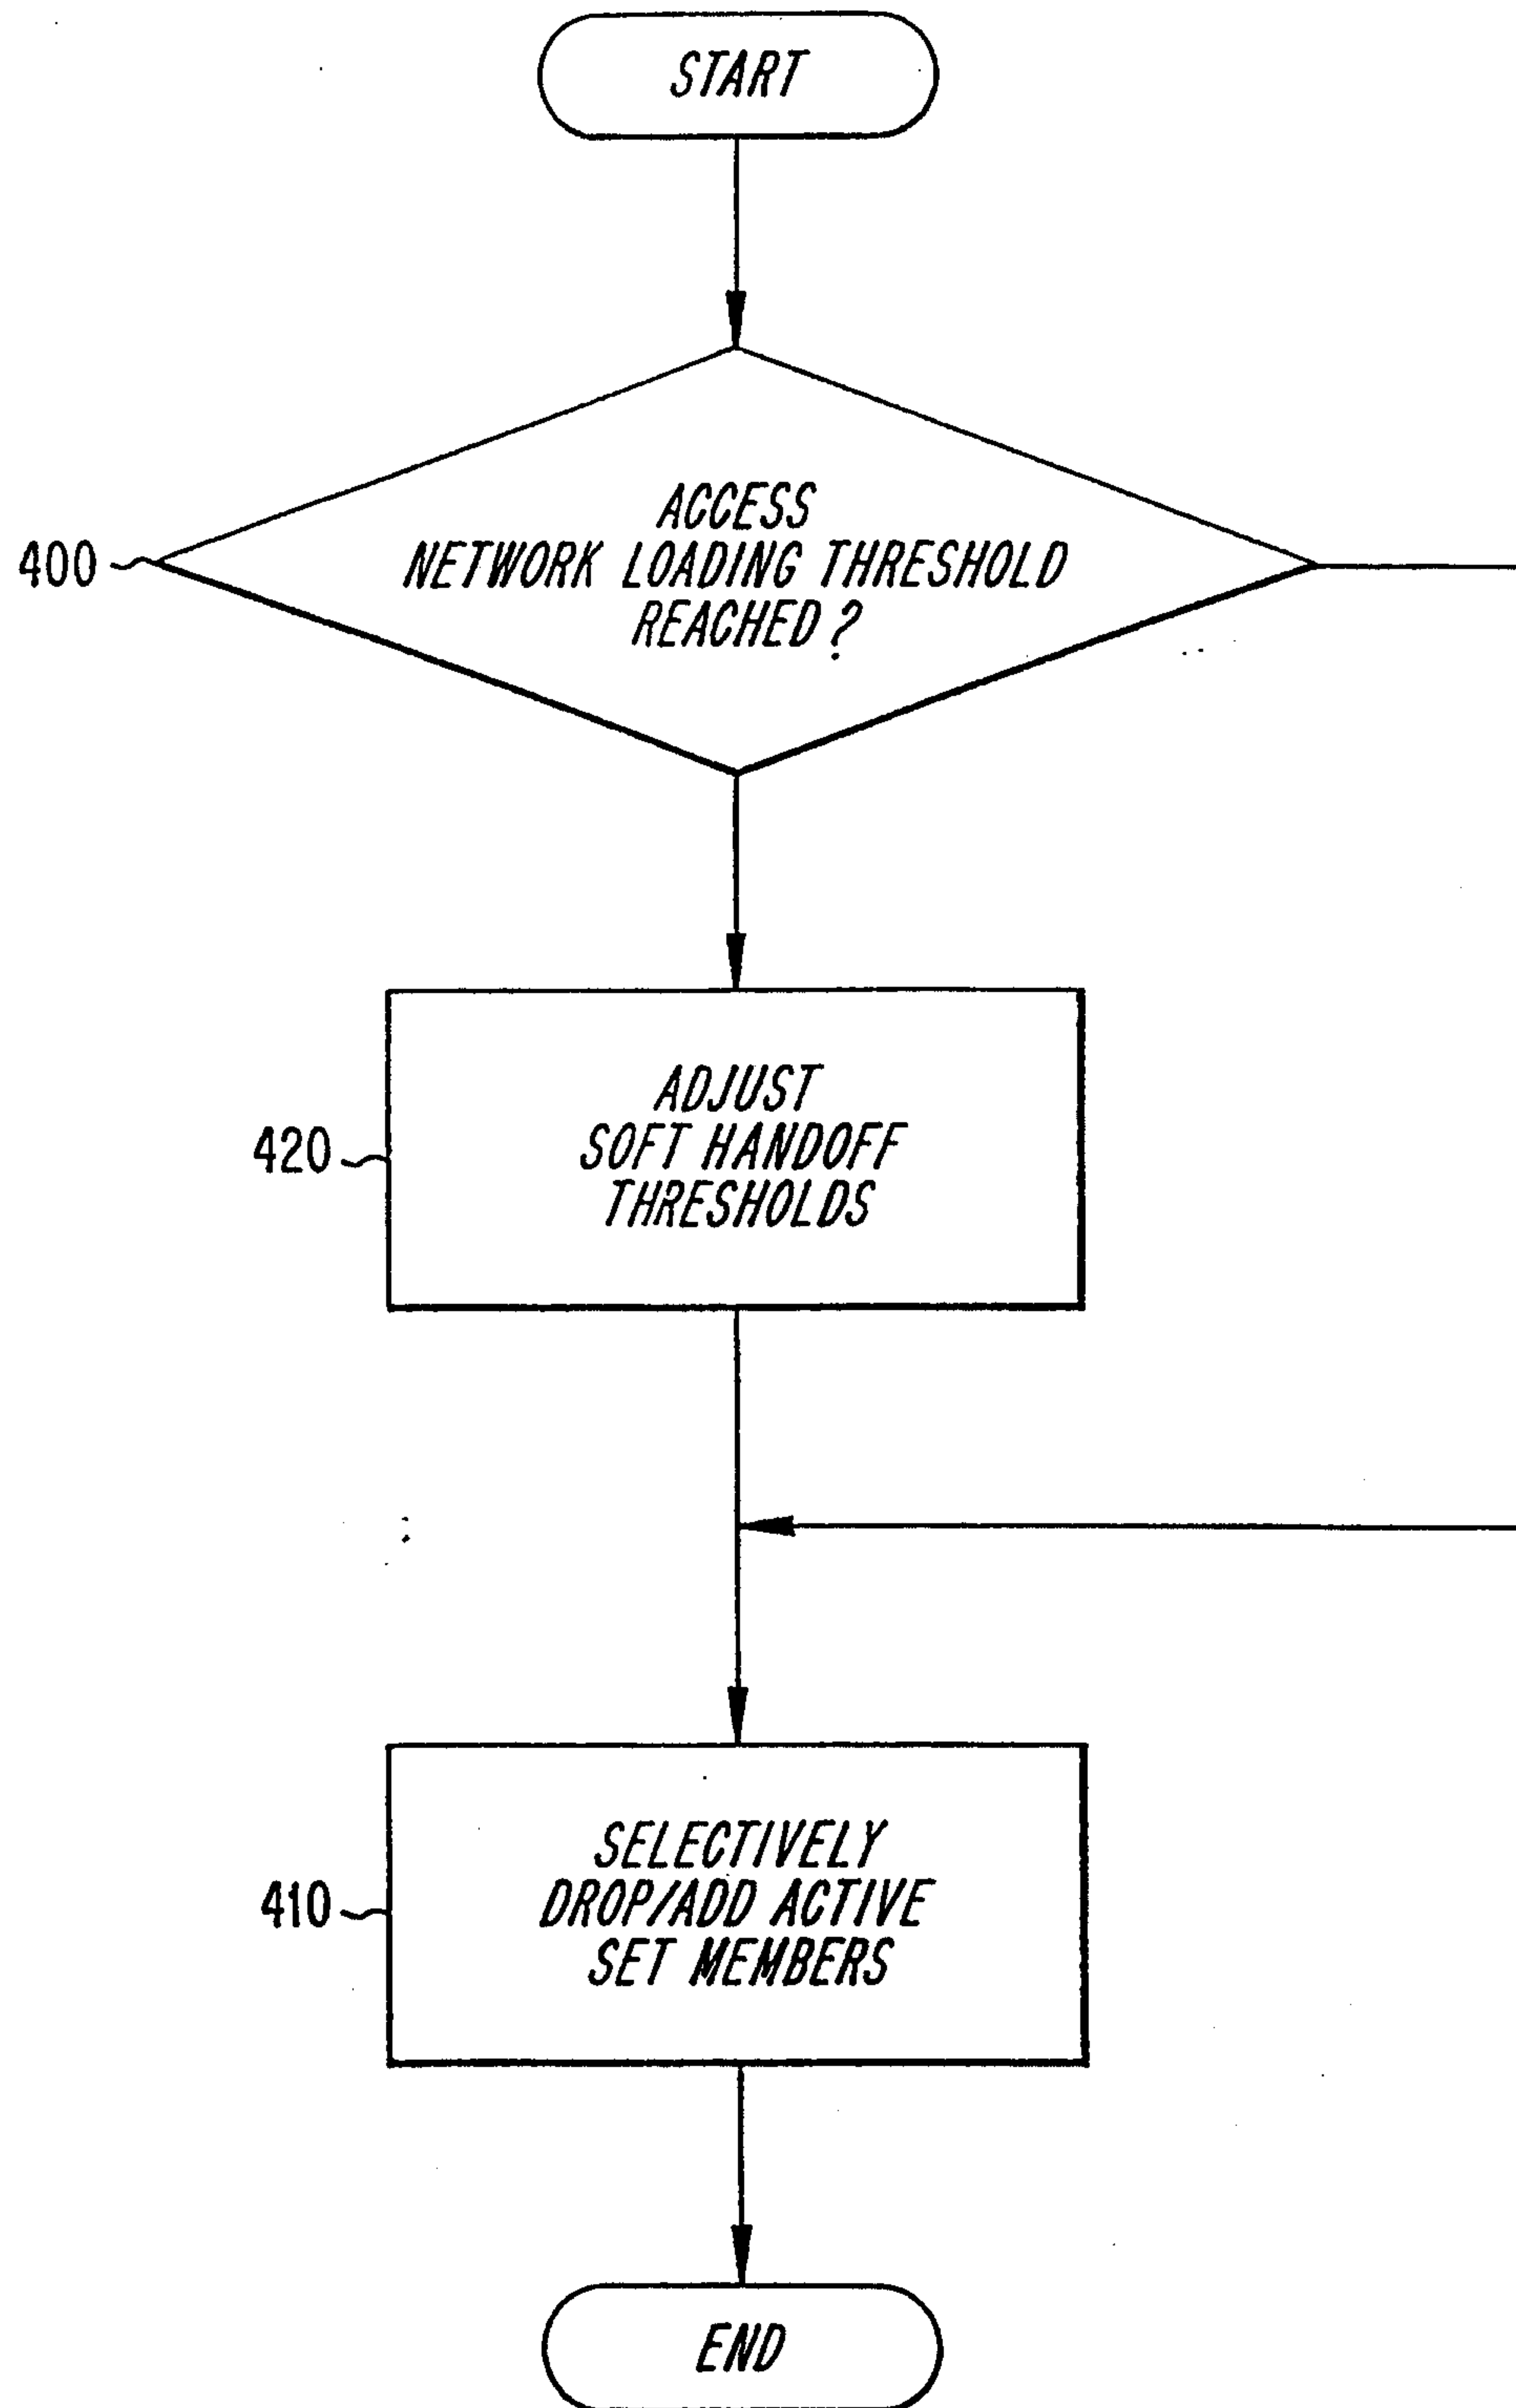 START
ACCESS
400
NETWORK LOADING THRESHOLD
REACHED?
ADJUST
420
SOFT HANDOFF
THRESHOLDS
SELECTIVELY
410
DROP/ADD ACTIVE
SET MEMBERS
END